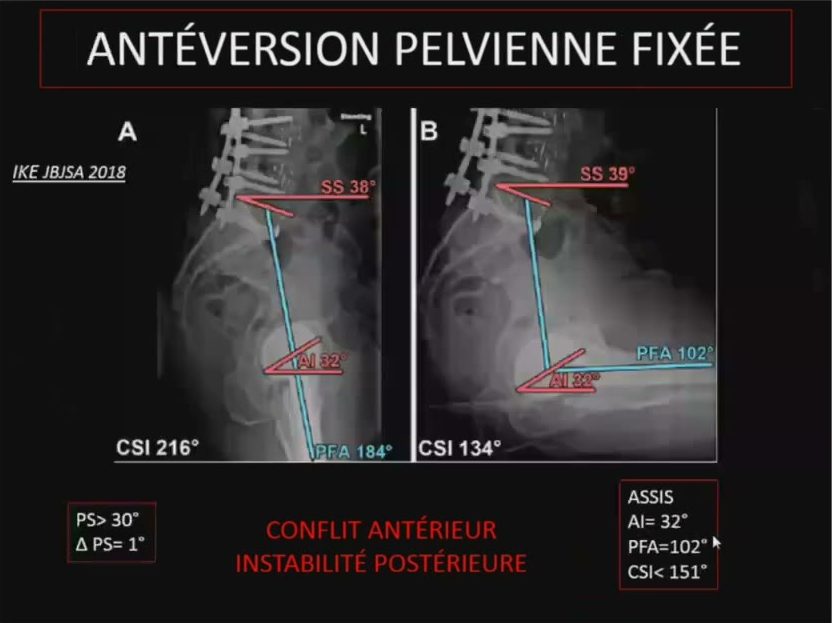 ANTÉVERSION PELVIENNE FIXÉE
IKE JBJSA 2018
A
Standing
L
SS 38°
AI 32°
CSI 216°
PFA 184°
B
SS 39°
PFA 102°
AI 32°
CSI 134°
PS> 30°
Δ PS= 1°
CONFLIT ANTÉRIEUR
INSTABILITÉ POSTÉRIEURE
ASSIS
AI= 32°
PFA=102°
CSI< 151°